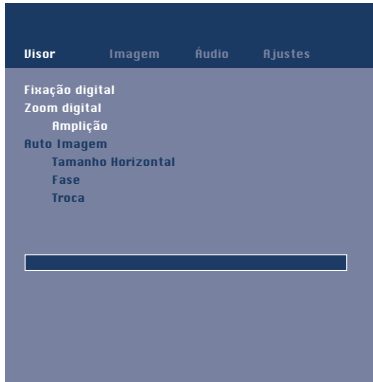 Visor Imagem Áudio Ajustes
Fixação digital
Zoom digital
Amplição
Auto Imagem
Tamanho Horizontal
Fase
Troca